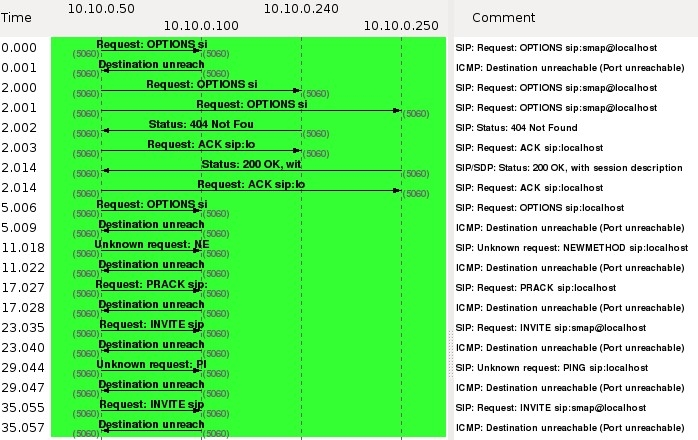 10.10.0.50 10.10.0.240
Time 10.10.0.100 10.10.0.250 Comment
0.000 Request: OPTIONS si (5060) (5060) SIP: Request: OPTIONS sip:smap@localhost
0.001 Destination unreach (5060) (5060) ICMP: Destination unreachable (Port unreachable)
2.000 Request: OPTIONS si (5060) (5060) SIP: Request: OPTIONS sip:smap@localhost
2.001 Request: OPTIONS si (5060) (5060) SIP: Request: OPTIONS sip:smap@localhost
2.002 Status: 404 Not Fou (5060) (5060) SIP: Status: 404 Not Found
2.003 Request: ACK sip:lo (5060) (5060) SIP: Request: ACK sip:localhost
2.014 Status: 200 OK, wit (5060) (5060) SIP/SDP: Status: 200 OK, with session description
2.014 Request: ACK sip:lo (5060) (5060) SIP: Request: ACK sip:localhost
5.006 Request: OPTIONS si (5060) (5060) SIP: Request: OPTIONS sip:localhost
5.009 Destination unreach (5060) (5060) ICMP: Destination unreachable (Port unreachable)
11.018 Unknown request: NE (5060) (5060) SIP: Unknown request: NEWMETHOD sip:localhost
11.022 Destination unreach (5060) (5060) ICMP: Destination unreachable (Port unreachable)
17.027 Request: PRACK sip: (5060) (5060) SIP: Request: PRACK sip:localhost
17.028 Destination unreach (5060) (5060) ICMP: Destination unreachable (Port unreachable)
23.035 Request: INVITE sip (5060) (5060) SIP: Request: INVITE sip:smap@localhost
23.040 Destination unreach (5060) (5060) ICMP: Destination unreachable (Port unreachable)
29.044 Unknown request: PI (5060) (5060) SIP: Unknown request: PING sip:localhost
29.047 Destination unreach (5060) (5060) ICMP: Destination unreachable (Port unreachable)
35.055 Request: INVITE sip (5060) (5060) SIP: Request: INVITE sip:smap@localhost
35.057 Destination unreach (5060) (5060) ICMP: Destination unreachable (Port unreachable)